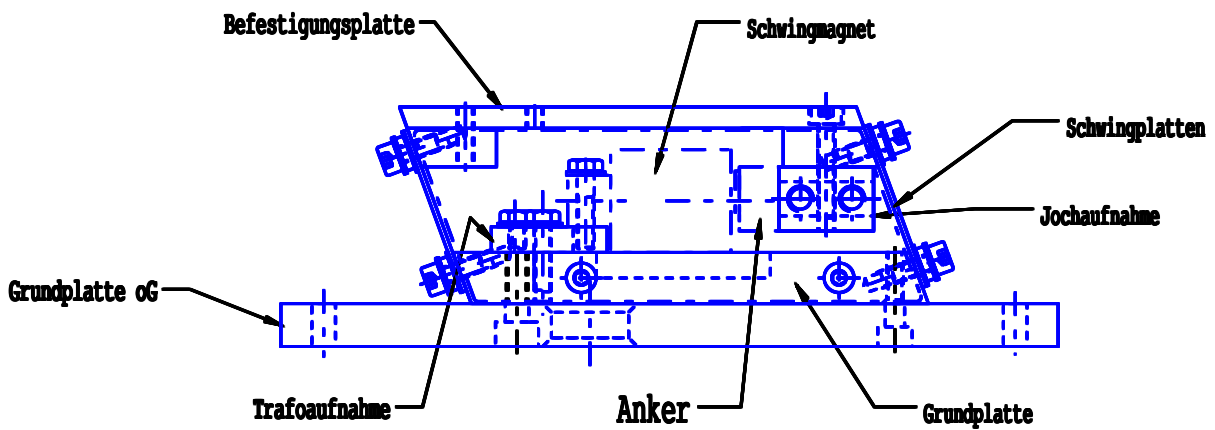 Befestigungsplatte
Schwingmagnet
Schwingplatten
Jochaufnahme
Grundplatte oG
Trafoaufnahme
Anker
Grundplatte